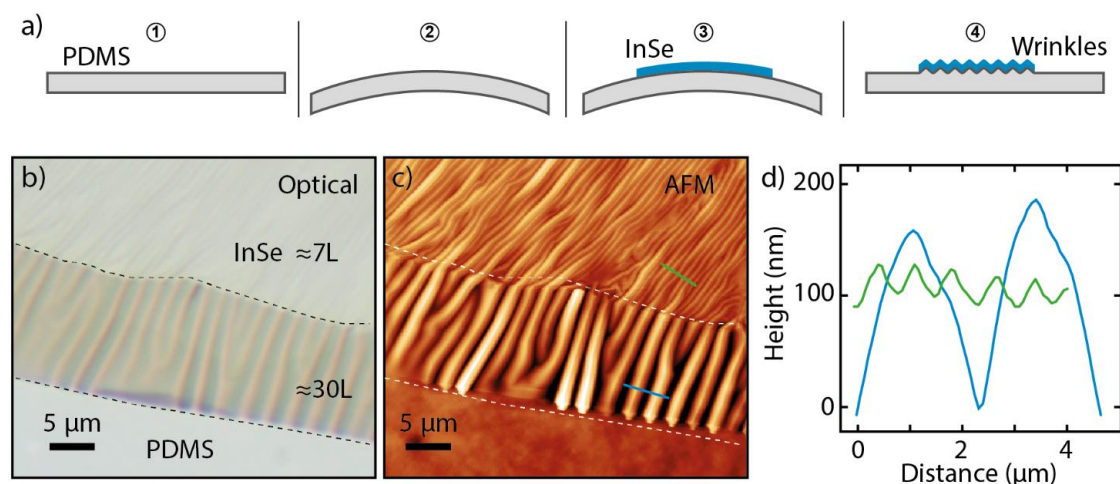 a)
① ② ③ ④
PDMS
InSe
Wrinkles
b)
Optical
InSe ≈7L
≈30L
5 µm
PDMS
c)
AFM
5 µm
d)
200
100
0
Height (nm)
0 2 4
Distance (µm)